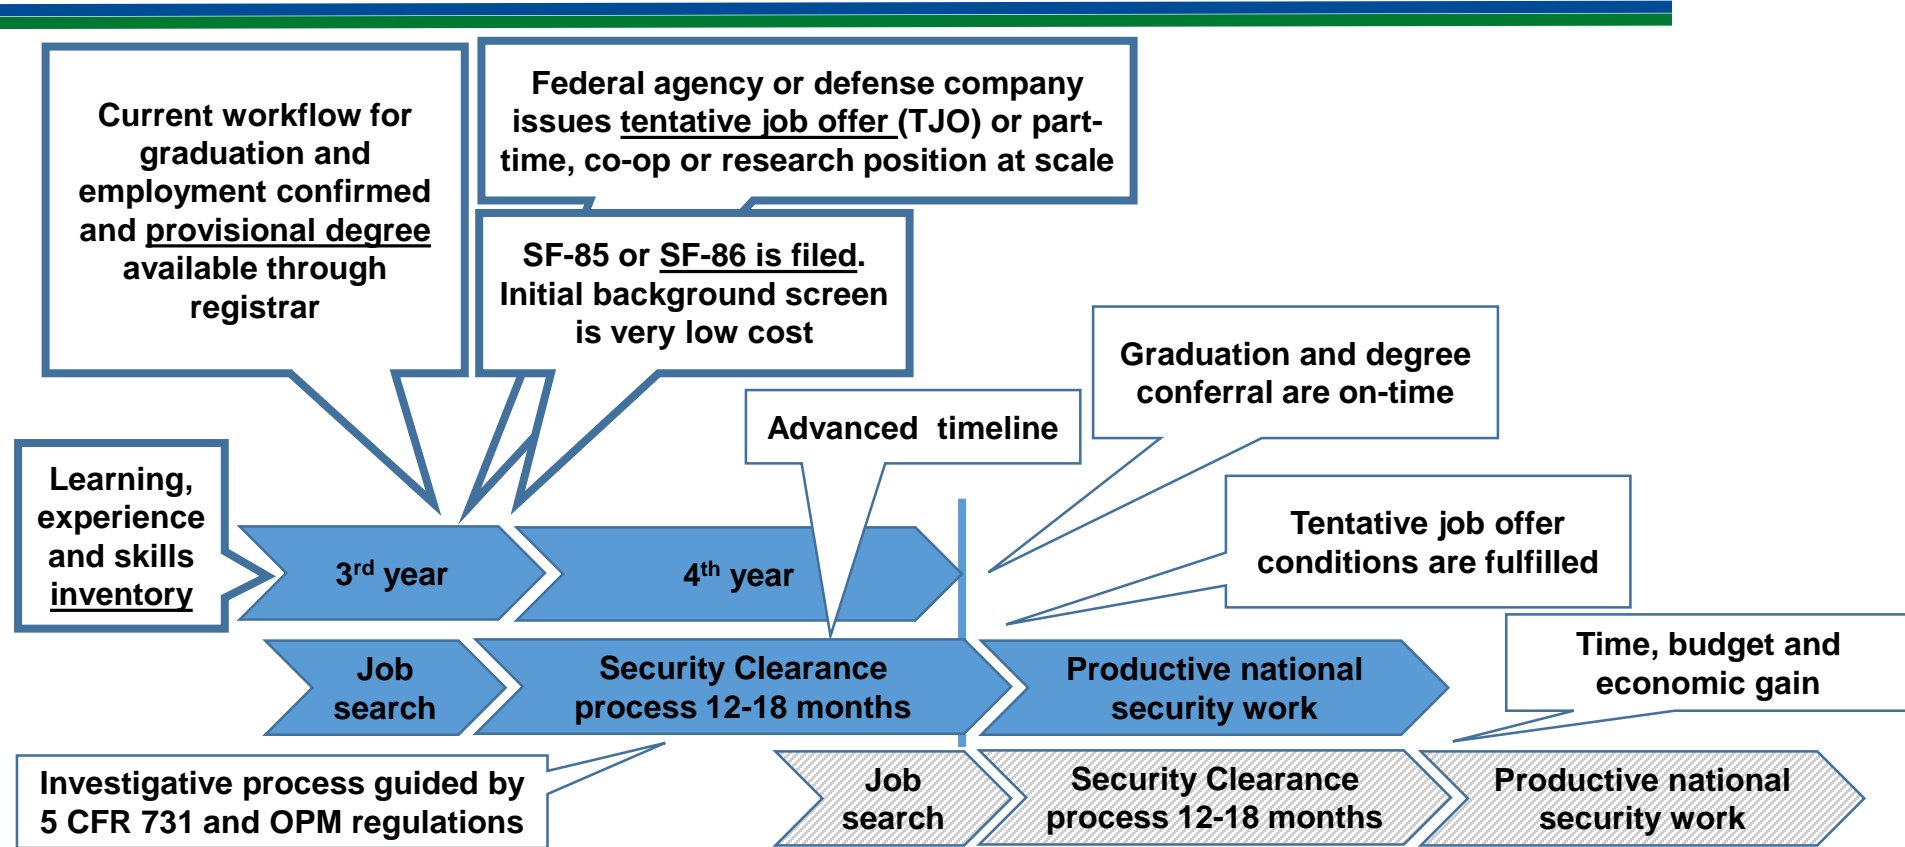 Current workflow for
graduation and
employment confirmed
and provisional degree
available through
registrar
Federal agency or defense company
issues tentative job offer (TJO) or part-
time, co-op or research position at scale
SF-85 or SF-86 is filed.
Initial background screen
is very low cost
Graduation and degree
conferral are on-time
Advanced timeline
Learning,
experience
and skills
inventory
3rd year
4th year
Tentative job offer
conditions are fulfilled
Job
search
Security Clearance
process 12-18 months
Productive national
security work
Time, budget and
economic gain
Investigative process guided by
5 CFR 731 and OPM regulations
Job
search
Security Clearance
process 12-18 months
Productive national
security work